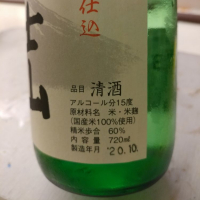 仕込
品目 清酒
アルコール分15度
原材料名 米・米麹
(国産米100%使用)
精米歩合 60%
内容量 720ml
製造年月 '20.10.